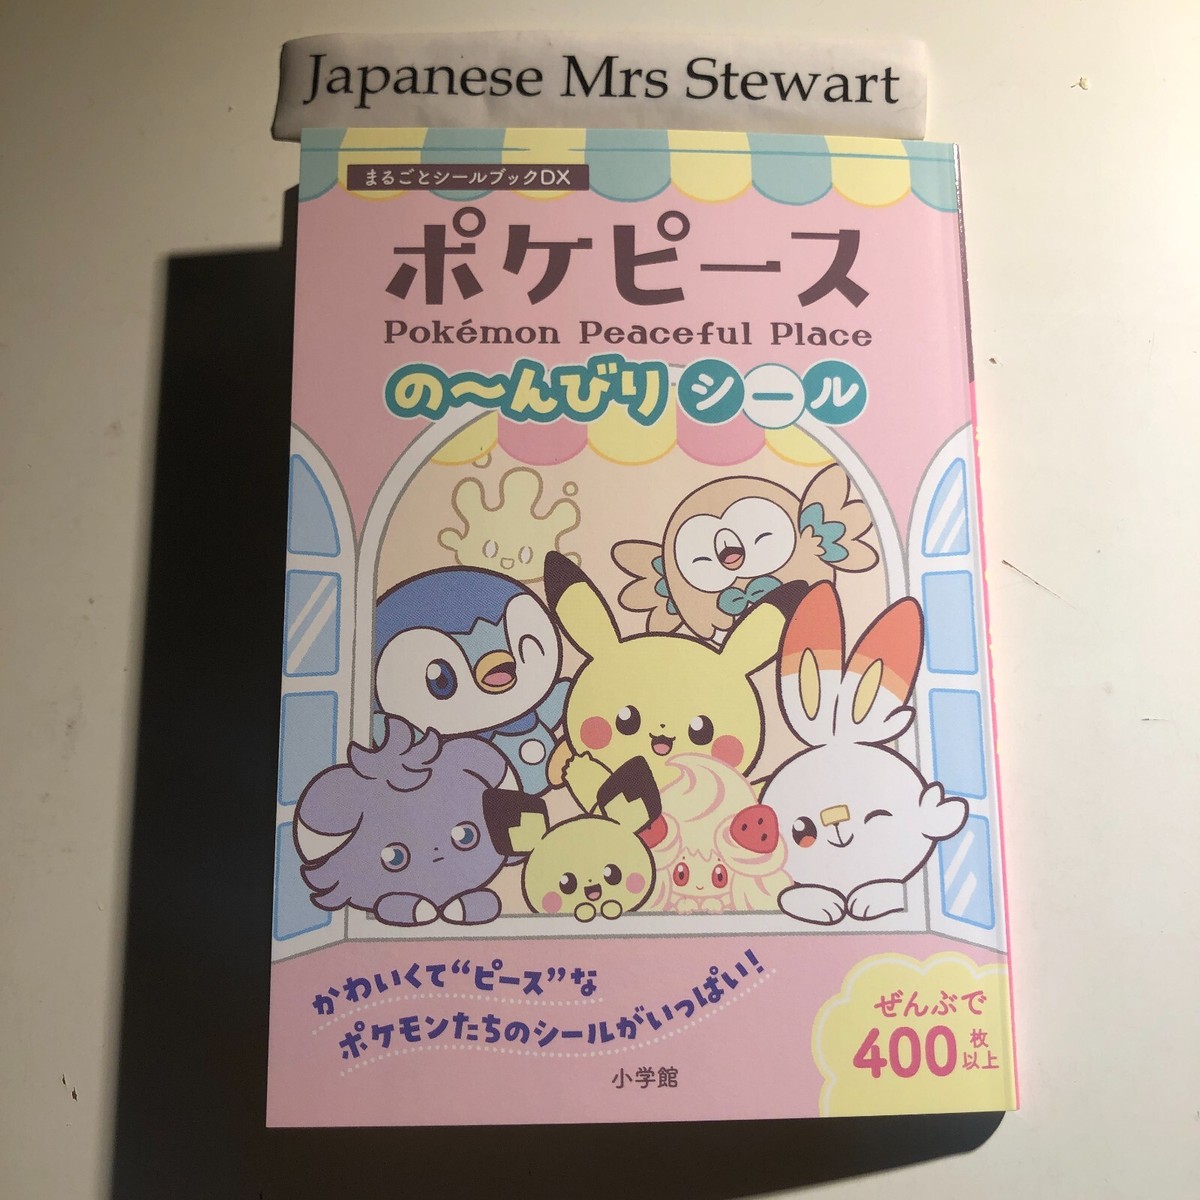 Japanese Mrs Stewart
まるごとシールブックDX
ポケピース
Pokémon Peaceful Place
の〜んびりシール
かわいくて“ピース”な
ポケモンたちのシールがいっぱい!
ぜんぶで
400枚以上
小学館